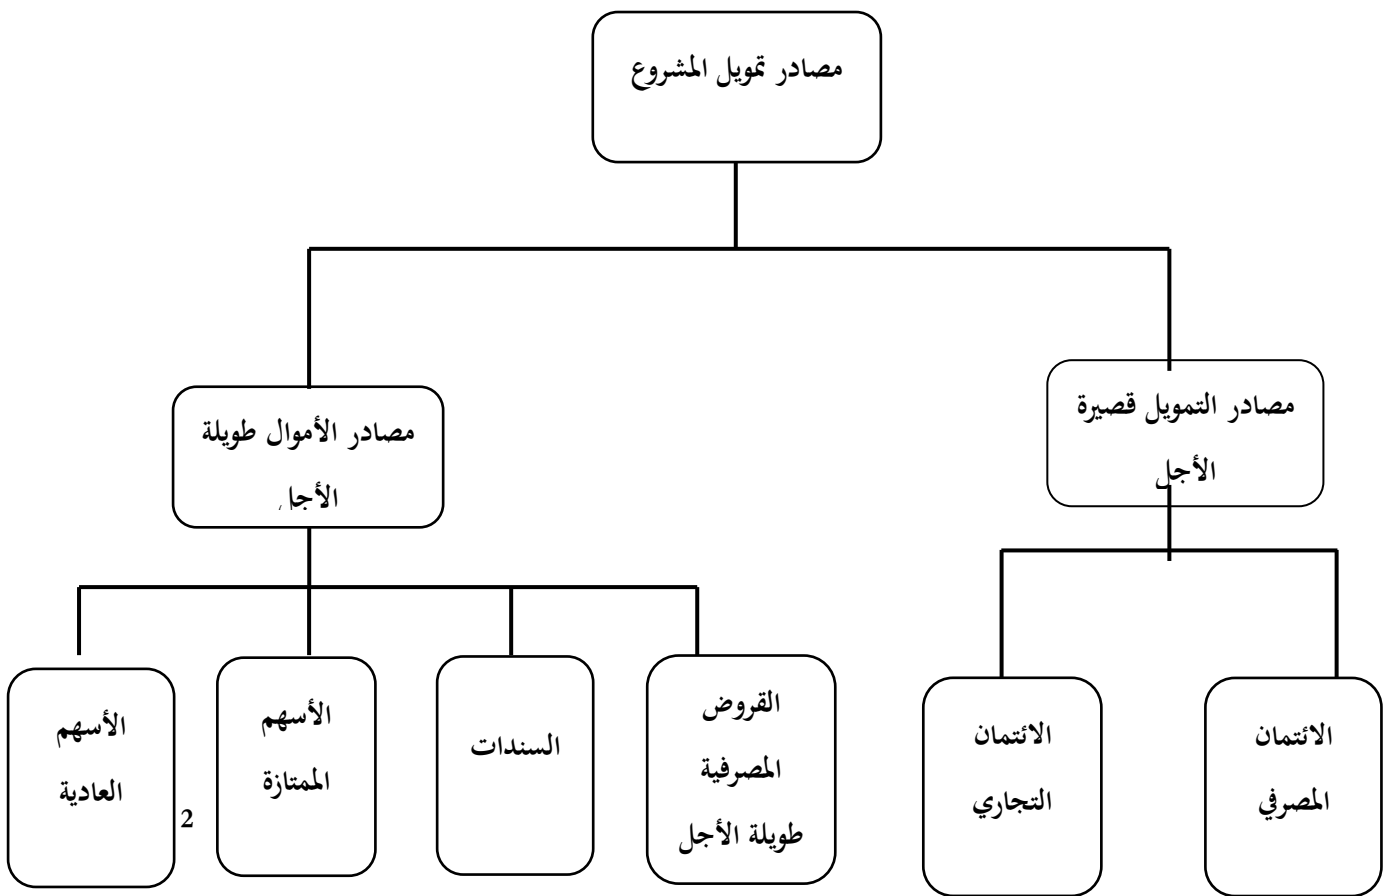 مصادر تمويل المشروع
مصادر التمويل قصيرة
الأجل
مصادر الأموال طويلة
الأجل
الائتمان
المصرفي
الائتمان
التجاري
القروض
المصرفية
طويلة الأجل
السندات
الأسهم
الممتازة
الأسهم
العادية
2